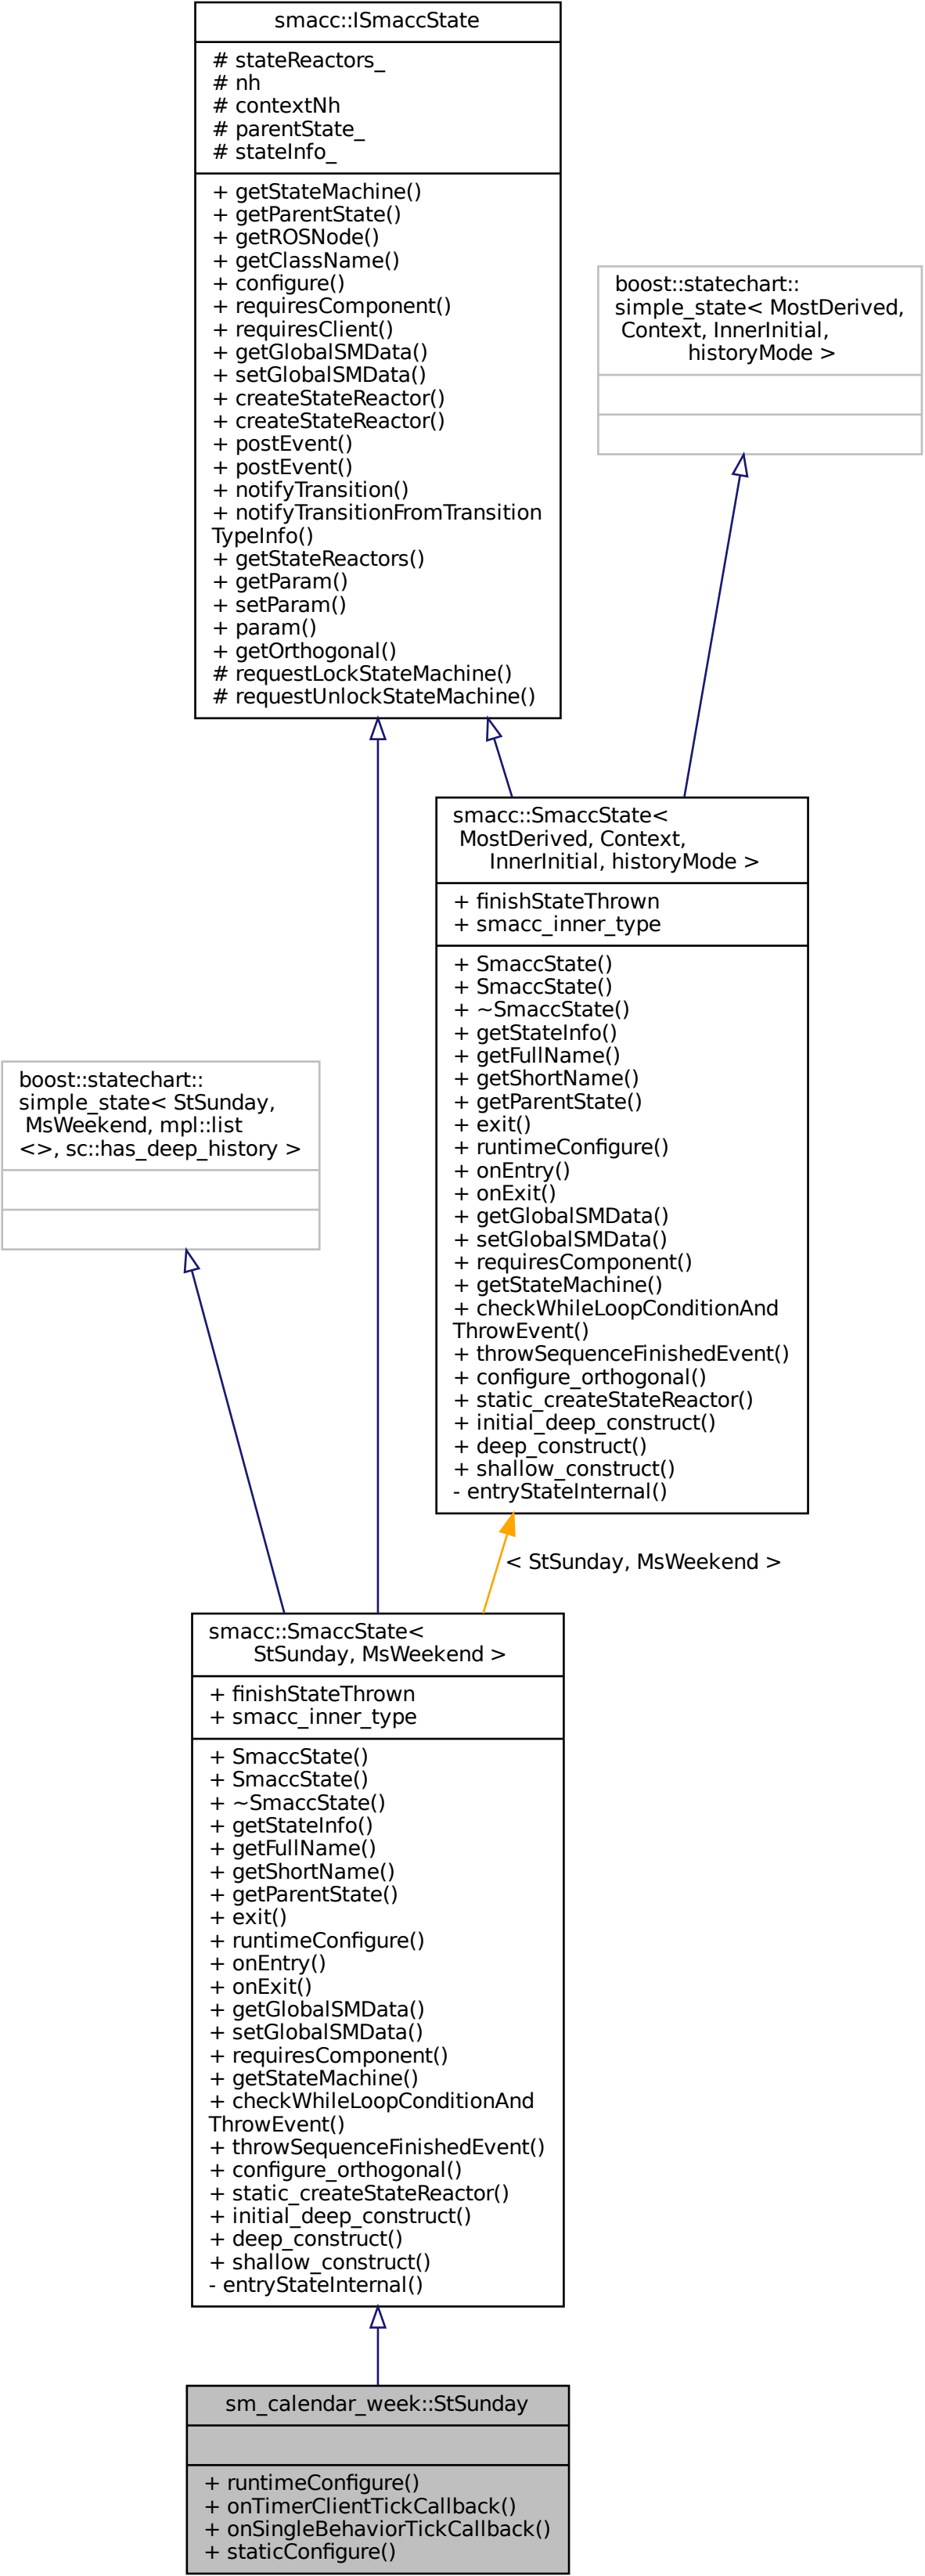 smacc::ISmaccState
# stateReactors_
# nh
# contextNh
# parentState_
# stateInfo_
+ getStateMachine()
+ getParentState()
+ getROSNode()
+ getClassName()
+ configure()
+ requiresComponent()
+ requiresClient()
+ getGlobalSMData()
+ setGlobalSMData()
+ createStateReactor()
+ createStateReactor()
+ postEvent()
+ postEvent()
+ notifyTransition()
+ notifyTransitionFromTransition
TypeInfo()
+ getStateReactors()
+ getParam()
+ setParam()
+ param()
+ getOrthogonal()
# requestLockStateMachine()
# requestUnlockStateMachine()
boost::statechart::
simple_state< MostDerived,
Context, InnerInitial,
historyMode >
smacc::SmaccState<
MostDerived, Context,
InnerInitial, historyMode >
+ finishStateThrown
+ smacc_inner_type
+ SmaccState()
+ SmaccState()
+ ~SmaccState()
+ getStateInfo()
+ getFullName()
+ getShortName()
+ getParentState()
+ exit()
+ runtimeConfigure()
+ onEntry()
+ onExit()
+ getGlobalSMData()
+ setGlobalSMData()
+ requiresComponent()
+ getStateMachine()
+ checkWhileLoopConditionAnd
ThrowEvent()
+ throwSequenceFinishedEvent()
+ configure_orthogonal()
+ static_createStateReactor()
+ initial_deep_construct()
+ deep_construct()
+ shallow_construct()
- entryStateInternal()
boost::statechart::
simple_state< StSunday,
MsWeekend, mpl::list
<>, sc::has_deep_history >
< StSunday, MsWeekend >
smacc::SmaccState<
StSunday, MsWeekend >
+ finishStateThrown
+ smacc_inner_type
+ SmaccState()
+ SmaccState()
+ ~SmaccState()
+ getStateInfo()
+ getFullName()
+ getShortName()
+ getParentState()
+ exit()
+ runtimeConfigure()
+ onEntry()
+ onExit()
+ getGlobalSMData()
+ setGlobalSMData()
+ requiresComponent()
+ getStateMachine()
+ checkWhileLoopConditionAnd
ThrowEvent()
+ throwSequenceFinishedEvent()
+ configure_orthogonal()
+ static_createStateReactor()
+ initial_deep_construct()
+ deep_construct()
+ shallow_construct()
- entryStateInternal()
sm_calendar_week::StSunday
+ runtimeConfigure()
+ onTimerClientTickCallback()
+ onSingleBehaviorTickCallback()
+ staticConfigure()